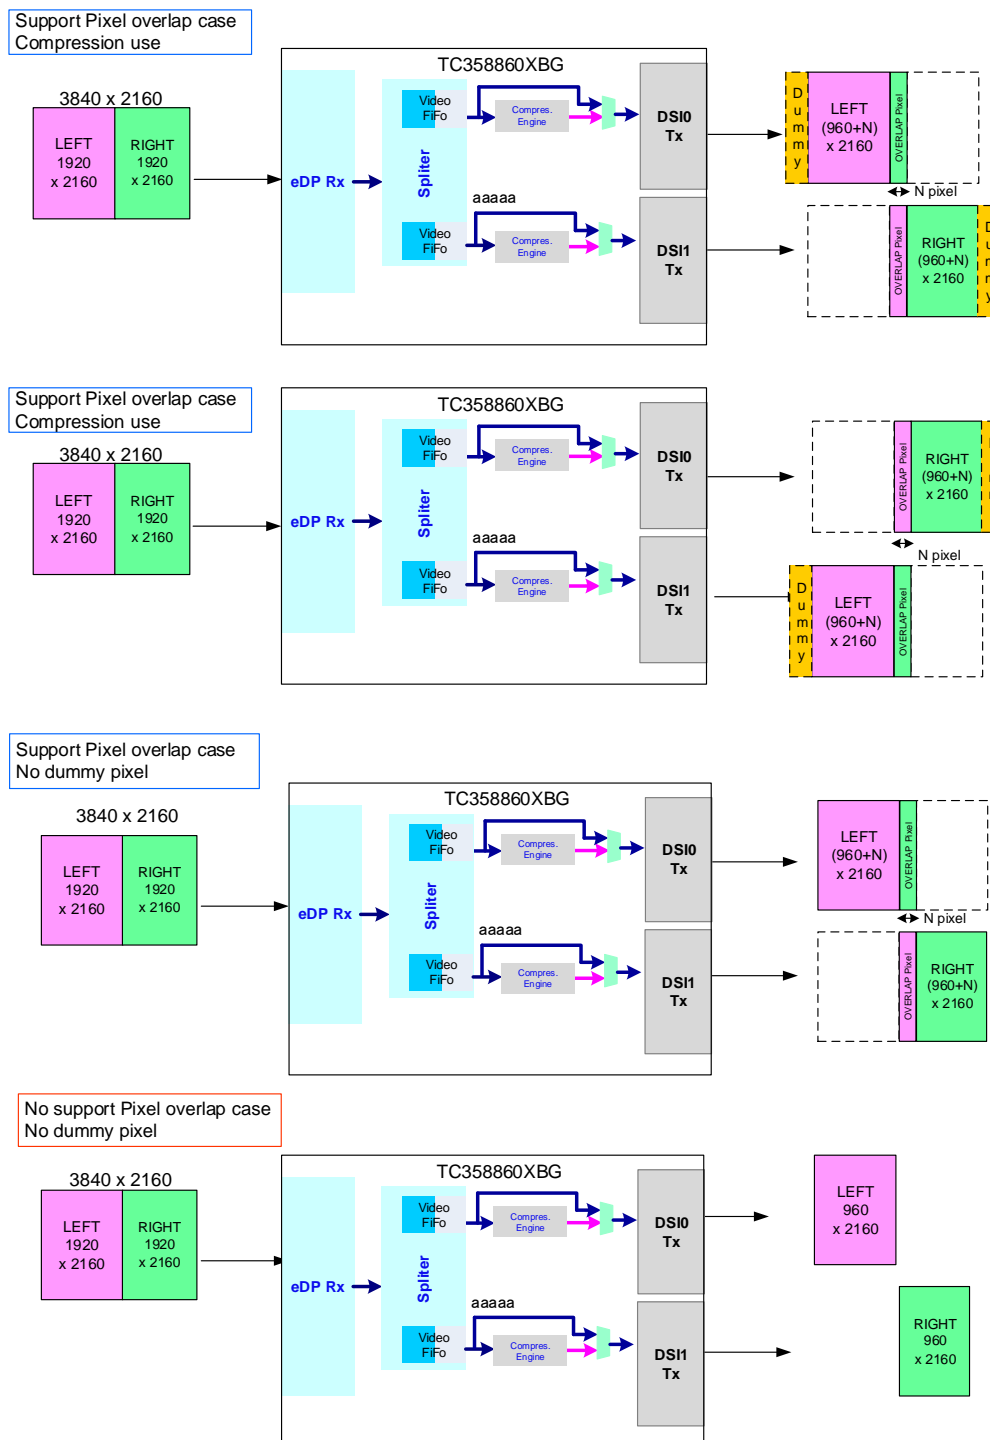 Support Pixel overlap case
Compression use
TC358860XBG
3840 x 2160
LEFT
1920
x 2160
RIGHT
1920
x 2160
eDP Rx
Spliter
Video
FiFo
Compres.
Engine
aaaaa
Video
FiFo
Compres.
Engine
DSI0
Tx
DSI1
Tx
Dummy
LEFT
(960+N)
x 2160
OVERLAP Pixel
N pixel
OVERLAP Pixel
RIGHT
(960+N)
x 2160
Dummy
Support Pixel overlap case
Compression use
TC358860XBG
3840 x 2160
LEFT
1920
x 2160
RIGHT
1920
x 2160
eDP Rx
Spliter
Video
FiFo
Compres.
Engine
aaaaa
Video
FiFo
Compres.
Engine
DSI0
Tx
DSI1
Tx
OVERLAP Pixel
RIGHT
(960+N)
x 2160
Dummy
N pixel
Dummy
LEFT
(960+N)
x 2160
OVERLAP Pixel
Support Pixel overlap case
No dummy pixel
TC358860XBG
3840 x 2160
LEFT
1920
x 2160
RIGHT
1920
x 2160
eDP Rx
Spliter
Video
FiFo
Compres.
Engine
aaaaa
Video
FiFo
Compres.
Engine
DSI0
Tx
DSI1
Tx
LEFT
(960+N)
x 2160
OVERLAP Pixel
N pixel
OVERLAP Pixel
RIGHT
(960+N)
x 2160
No support Pixel overlap case
No dummy pixel
TC358860XBG
3840 x 2160
LEFT
1920
x 2160
RIGHT
1920
x 2160
eDP Rx
Spliter
Video
FiFo
Compres.
Engine
aaaaa
Video
FiFo
Compres.
Engine
DSI0
Tx
DSI1
Tx
LEFT
960
x 2160
RIGHT
960
x 2160